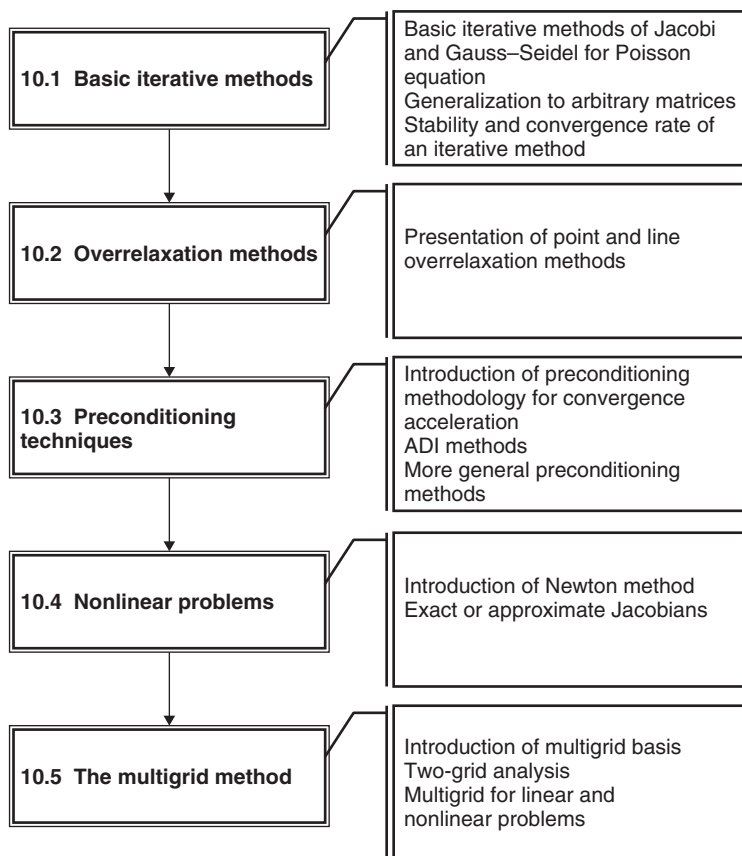 10.1 Basic iterative methods
Basic iterative methods of Jacobi
and Gauss–Seidel for Poisson
equation
Generalization to arbitrary matrices
Stability and convergence rate of
an iterative method
10.2 Overrelaxation methods
Presentation of point and line
overrelaxation methods
10.3 Preconditioning
techniques
Introduction of preconditioning
methodology for convergence
acceleration
ADI methods
More general preconditioning
methods
10.4 Nonlinear problems
Introduction of Newton method
Exact or approximate Jacobians
10.5 The multigrid method
Introduction of multigrid basis
Two-grid analysis
Multigrid for linear and
nonlinear problems